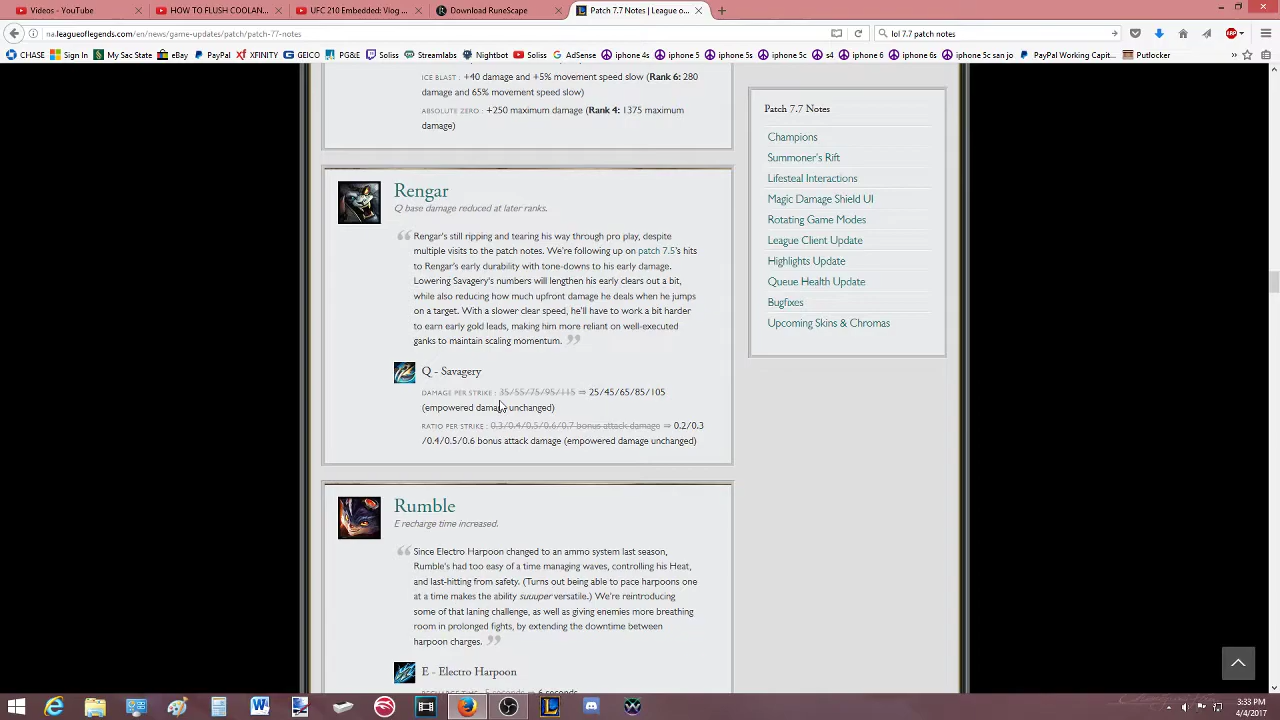 Videos - YouTube
HOW TO FLUSH COOLAN...
UFC 210 Embedded: Vlog ...
Download RuneScape
Patch 7.7 Notes | League o...
na.leagueoflegends.com/en/news/game-updates/patch/patch-77-notes
lol 7.7 patch notes
CHASE Sign In My Sac State eBay PayPal XFINITY GEICO PG&E Solis Streamlabs Nightbot Solis AdSense iphone 4s iphone 5 iphone 5s iphone 5c s4 iphone 6 iphone 6s iphone 5c san jo PayPal Working Capit... Putlocker
ICE BLAST : +40 damage and +5% movement speed slow (Rank 6: 280
damage and 65% movement speed slow)
ABSOLUTE ZERO : +250 maximum damage (Rank 4: 1375 maximum
damage)
Rengar
Q base damage reduced at later ranks.
Rengar's still ripping and tearing his way through pro play, despite
multiple visits to the patch notes. We're following up on patch 7.5's hits
to Rengar's early durability with tone-downs to his early damage.
Lowering Savagery's numbers will lengthen his early clears out a bit,
while also reducing how much upfront damage he deals when he jumps
on a target. With a slower clear speed, he'll have to work a bit harder
to earn early gold leads, making him more reliant on well-executed
ganks to maintain scaling momentum.
Q - Savagery
DAMAGE PER STRIKE : 35/55/75/95/115 ⇒ 25/45/65/85/105
(empowered damage unchanged)
RATIO PER STRIKE : 0.3/0.4/0.5/0.6/0.7 bonus attack damage ⇒ 0.2/0.3
/0.4/0.5/0.6 bonus attack damage (empowered damage unchanged)
Rumble
E recharge time increased.
Since Electro Harpoon changed to an ammo system last season,
Rumble's had too easy of a time managing waves, controlling his Heat,
and last-hitting from safety. (Turns out being able to pace harpoons one
at a time makes the ability suuuper versatile.) We're reintroducing
some of that laning challenge, as well as giving enemies more breathing
room in prolonged fights, by extending the downtime between
harpoon charges.
E - Electro Harpoon
RECHARGE TIME : 5 seconds ⇒ 6 seconds
Patch 7.7 Notes
Champions
Summoner's Rift
Lifesteal Interactions
Magic Damage Shield UI
Rotating Game Modes
League Client Update
Highlights Update
Queue Health Update
Bugfixes
Upcoming Skins & Chromas
3:33 PM
4/4/2017